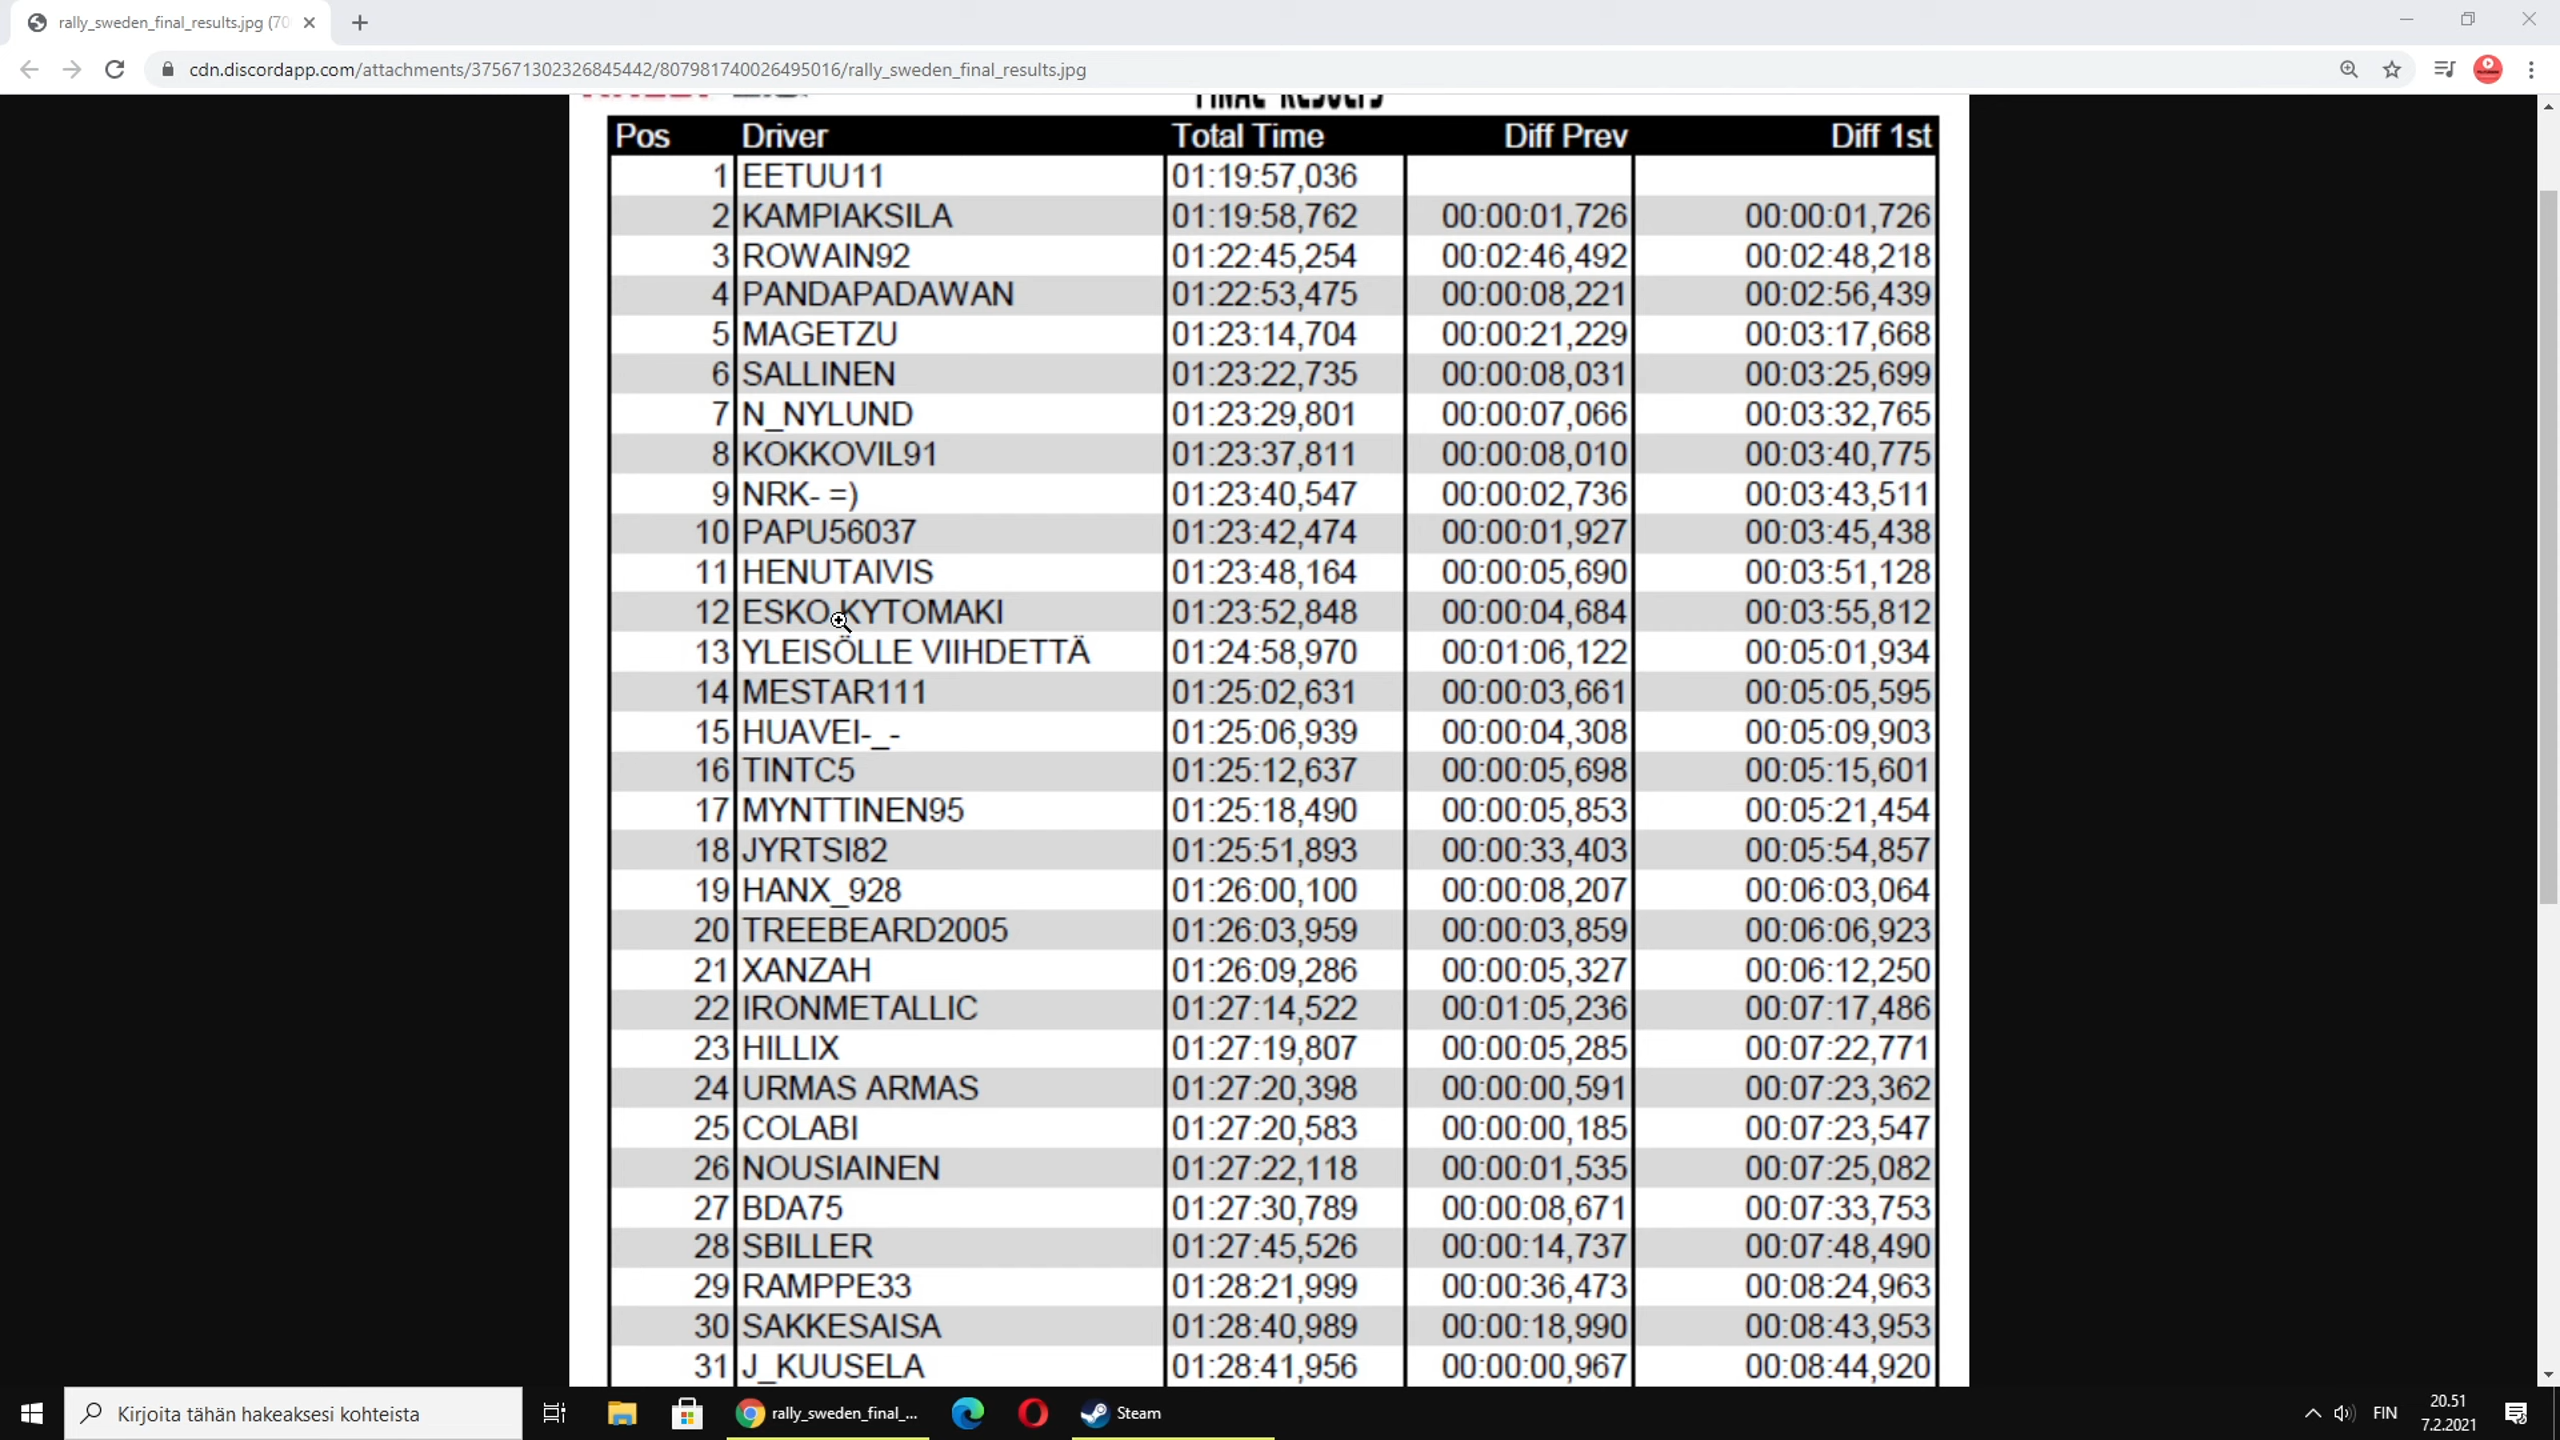 rally_sweden_final_results.jpg (70
cdn.discordapp.com/attachments/375671302326845442/807981740026495016/rally_sweden_final_results.jpg
FINAL RESULTS
Pos Driver Total Time Diff Prev Diff 1st
1 EETUU11 01:19:57,036
2 KAMPIAKSILA 01:19:58,762 00:00:01,726 00:00:01,726
3 ROWAIN92 01:22:45,254 00:02:46,492 00:02:48,218
4 PANDAPADAWAN 01:22:53,475 00:00:08,221 00:02:56,439
5 MAGETZU 01:23:14,704 00:00:21,229 00:03:17,668
6 SALLINEN 01:23:22,735 00:00:08,031 00:03:25,699
7 N_NYLUND 01:23:29,801 00:00:07,066 00:03:32,765
8 KOKKOVIL91 01:23:37,811 00:00:08,010 00:03:40,775
9 NRK- =) 01:23:40,547 00:00:02,736 00:03:43,511
10 PAPU56037 01:23:42,474 00:00:01,927 00:03:45,438
11 HENUTAIVIS 01:23:48,164 00:00:05,690 00:03:51,128
12 ESKO KYTOMAKI 01:23:52,848 00:00:04,684 00:03:55,812
13 YLEISÖLLE VIIHDETTÄ 01:24:58,970 00:01:06,122 00:05:01,934
14 MESTAR111 01:25:02,631 00:00:03,661 00:05:05,595
15 HUAVEI-_- 01:25:06,939 00:00:04,308 00:05:09,903
16 TINTC5 01:25:12,637 00:00:05,698 00:05:15,601
17 MYNTTINEN95 01:25:18,490 00:00:05,853 00:05:21,454
18 JYRTSI82 01:25:51,893 00:00:33,403 00:05:54,857
19 HANX_928 01:26:00,100 00:00:08,207 00:06:03,064
20 TREEBEARD2005 01:26:03,959 00:00:03,859 00:06:06,923
21 XANZAH 01:26:09,286 00:00:05,327 00:06:12,250
22 IRONMETALLIC 01:27:14,522 00:01:05,236 00:07:17,486
23 HILLIX 01:27:19,807 00:00:05,285 00:07:22,771
24 URMAS ARMAS 01:27:20,398 00:00:00,591 00:07:23,362
25 COLABI 01:27:20,583 00:00:00,185 00:07:23,547
26 NOUSIAINEN 01:27:22,118 00:00:01,535 00:07:25,082
27 BDA75 01:27:30,789 00:00:08,671 00:07:33,753
28 SBILLER 01:27:45,526 00:00:14,737 00:07:48,490
29 RAMPPE33 01:28:21,999 00:00:36,473 00:08:24,963
30 SAKKESAISA 01:28:40,989 00:00:18,990 00:08:43,953
31 J_KUUSELA 01:28:41,956 00:00:00,967 00:08:44,920
Kirjoita tähän hakeaksesi kohteista
rally_sweden_final_...
Steam
FIN
20.51
7.2.2021